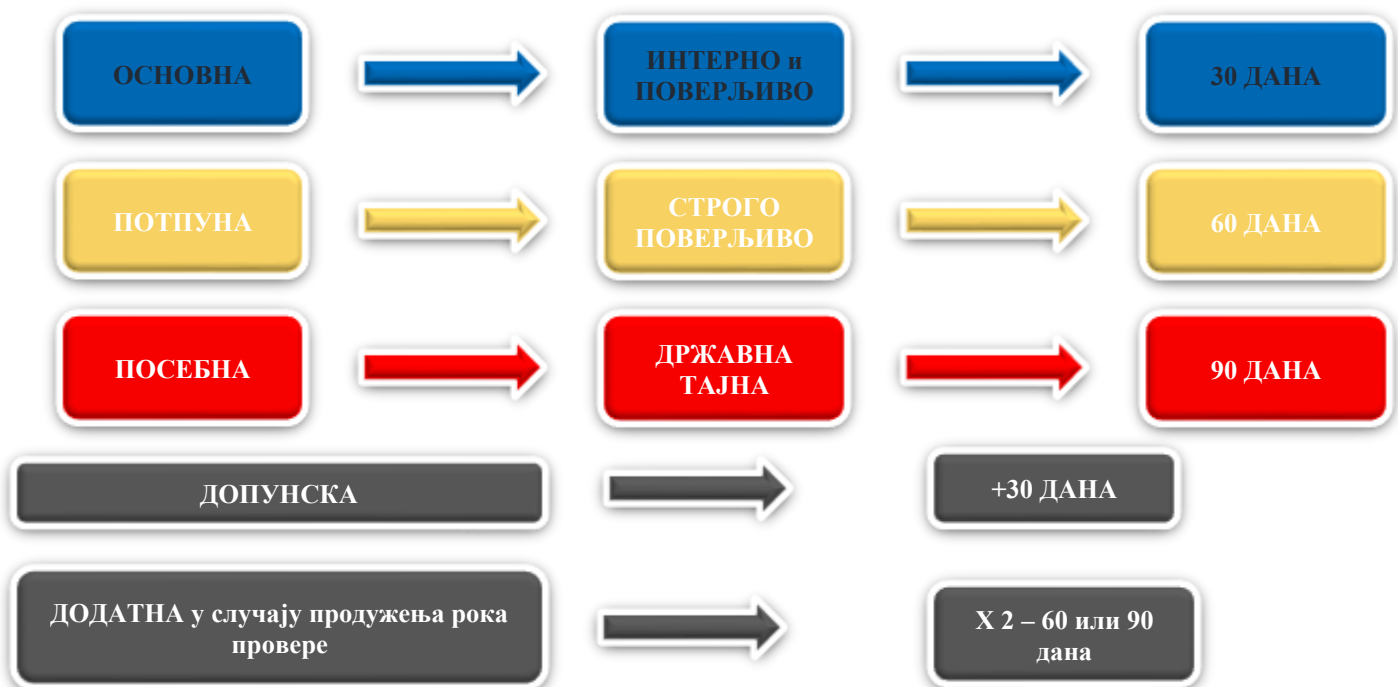 ОСНОВНА
ИНТЕРНО и
ПОВЕРЉИВО
30 ДАНА
ПОТПУНА
СТРОГО
ПОВЕРЉИВО
60 ДАНА
ПОСЕБНА
ДРЖАВНА
ТАЈНА
90 ДАНА
ДОПУНСКА
+30 ДАНА
ДОДАТНА у случају продужења рока
провере
Х 2 – 60 или 90
дана